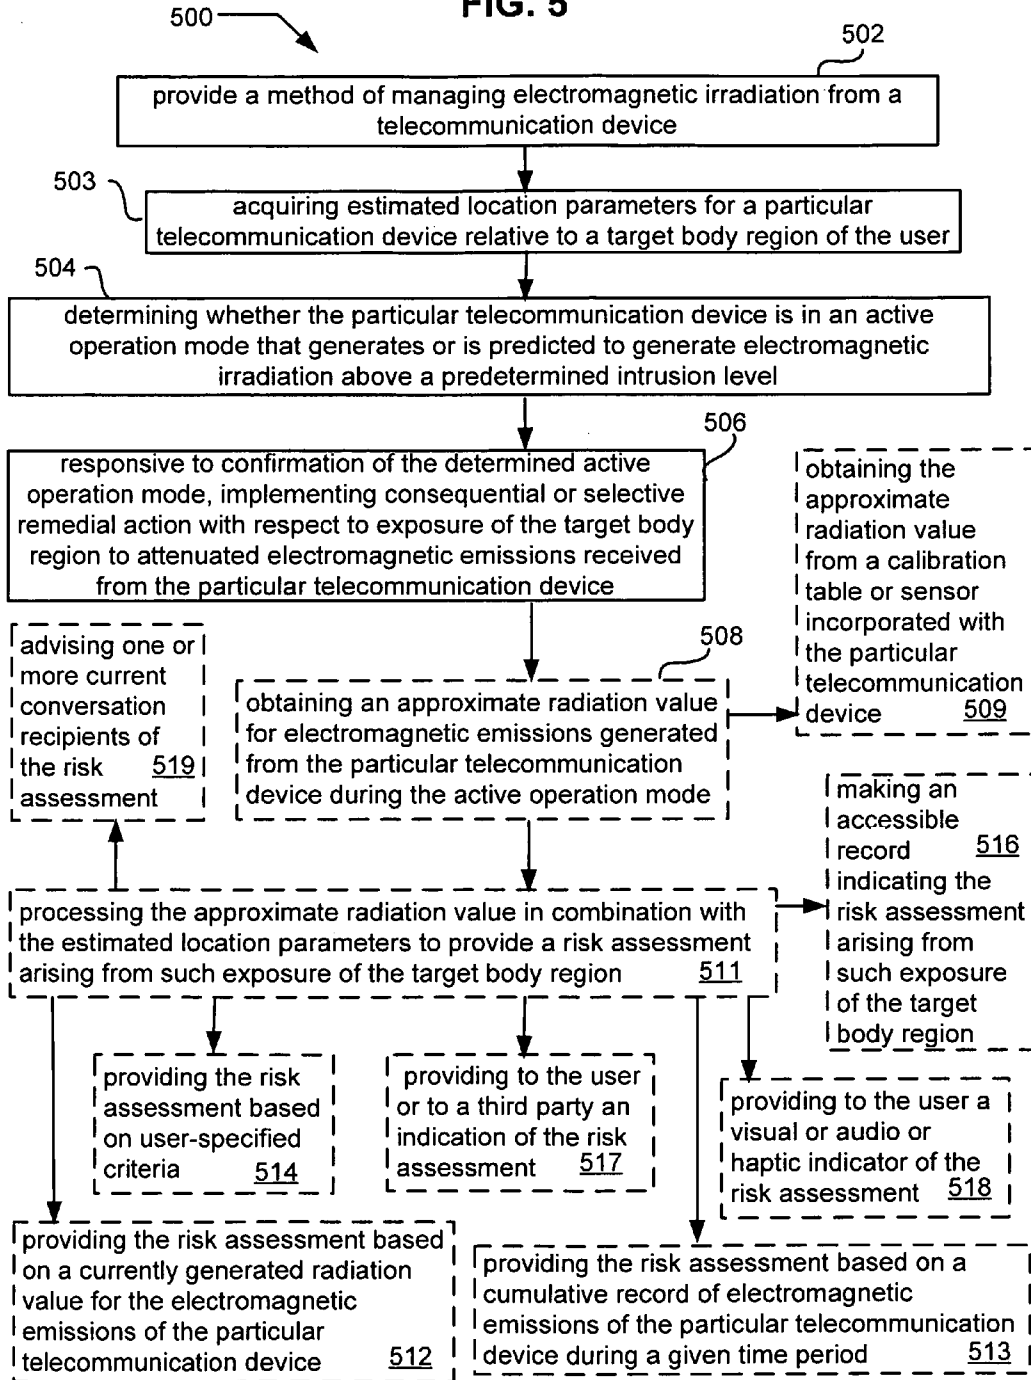 FIG. 5
500
502
provide a method of managing electromagnetic irradiation from a
telecommunication device
503
acquiring estimated location parameters for a particular
telecommunication device relative to a target body region of the user
504
determining whether the particular telecommunication device is in an active
operation mode that generates or is predicted to generate electromagnetic
irradiation above a predetermined intrusion level
506
responsive to confirmation of the determined active
operation mode, implementing consequential or selective
remedial action with respect to exposure of the target body
region to attenuated electromagnetic emissions received
from the particular telecommunication device
obtaining the
approximate
radiation value
from a calibration
table or sensor
incorporated with
the particular
telecommunication
device 509
advising one or
more current
conversation
recipients of
the risk 519
assessment
508
obtaining an approximate radiation value
for electromagnetic emissions generated
from the particular telecommunication
device during the active operation mode
making an
accessible
record 516
indicating the
risk assessment
arising from
such exposure
of the target
body region
processing the approximate radiation value in combination with
the estimated location parameters to provide a risk assessment
arising from such exposure of the target body region 511
providing the risk
assessment based
on user-specified
criteria 514
providing to the user
or to a third party an
indication of the risk
assessment 517
providing to the user a
visual or audio or
haptic indicator of the
risk assessment 518
providing the risk assessment based
on a currently generated radiation
value for the electromagnetic
emissions of the particular
telecommunication device 512
providing the risk assessment based on a
cumulative record of electromagnetic
emissions of the particular telecommunication
device during a given time period 513